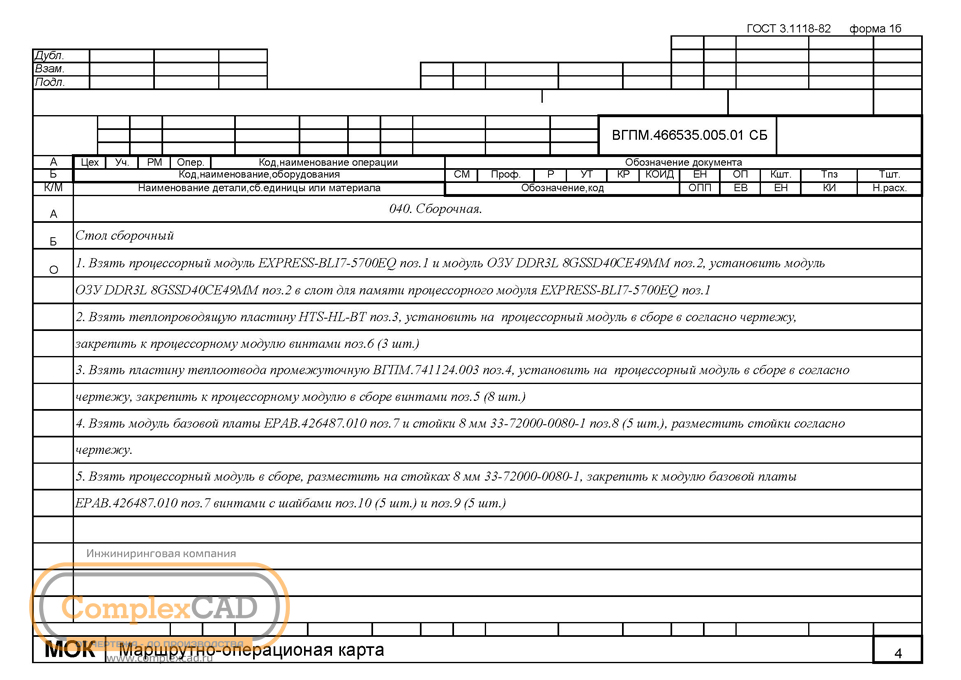 ГОСТ 3.1118-82 форма 1б
Дубл.
Взам.
Подл.
ВГПМ.466535.005.01 СБ
А Цех Уч. РМ Опер. Код,наименование операции Обозначение документа
Б Код,наименование,оборудования СМ Проф. Р УТ КР КОИД ЕН ОП Кшт. Тпз Тшт.
К/М Наименование детали,сб.единицы или материала Обозначение,код ОПП ЕВ ЕН КИ Н.расх.
А 040. Сборочная.
Б Стол сборочный
О 1. Взять процессорный модуль EXPRESS-BLI7-5700EQ поз.1 и модуль ОЗУ DDR3L 8GSSD40CE49MM поз.2, установить модуль
ОЗУ DDR3L 8GSSD40CE49MM поз.2 в слот для памяти процессорного модуля EXPRESS-BLI7-5700EQ поз.1
2. Взять теплопроводящую пластину HTS-HL-BT поз.3, установить на процессорный модуль в сборе в согласно чертежу,
закрепить к процессорному модулю винтами поз.6 (3 шт.)
3. Взять пластину теплоотвода промежуточную ВГПМ.741124.003 поз.4, установить на процессорный модуль в сборе в согласно
чертежу, закрепить к процессорному модулю в сборе винтами поз.5 (8 шт.)
4. Взять модуль базовой платы ЕРАВ.426487.010 поз.7 и стойки 8 мм 33-72000-0080-1 поз.8 (5 шт.), разместить стойки согласно
чертежу.
5. Взять процессорный модуль в сборе, разместить на стойках 8 мм 33-72000-0080-1, закрепить к модулю базовой платы
ЕРАВ.426487.010 поз.7 винтами с шайбами поз.10 (5 шт.) и поз.9 (5 шт.)
Инжиниринговая компания
ComplexCAD
ОТ ЧЕРТЕЖА - ДО ПРОИЗВОДСТВА
МОК Маршрутно-операционая карта 4
www.complexcad.ru